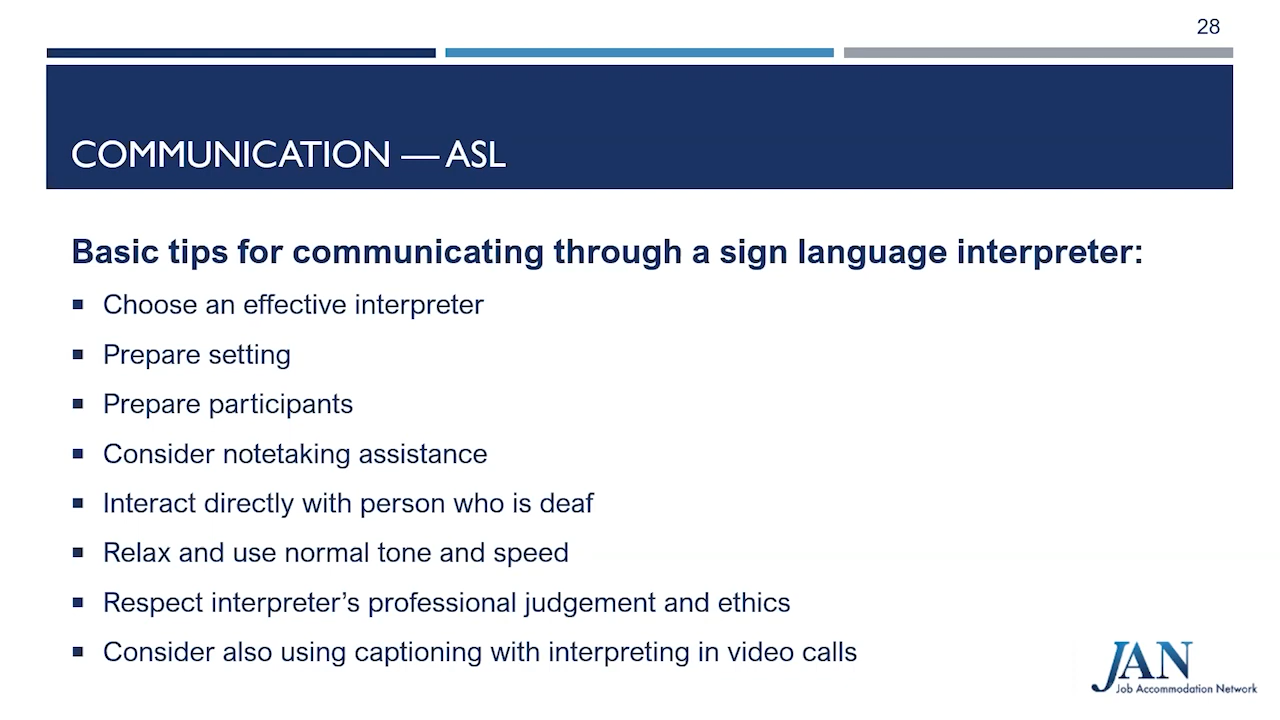 28
COMMUNICATION — ASL
Basic tips for communicating through a sign language interpreter:
▪ Choose an effective interpreter
▪ Prepare setting
▪ Prepare participants
▪ Consider notetaking assistance
▪ Interact directly with person who is deaf
▪ Relax and use normal tone and speed
▪ Respect interpreter’s professional judgement and ethics
▪ Consider also using captioning with interpreting in video calls
JAN
Job Accommodation Network